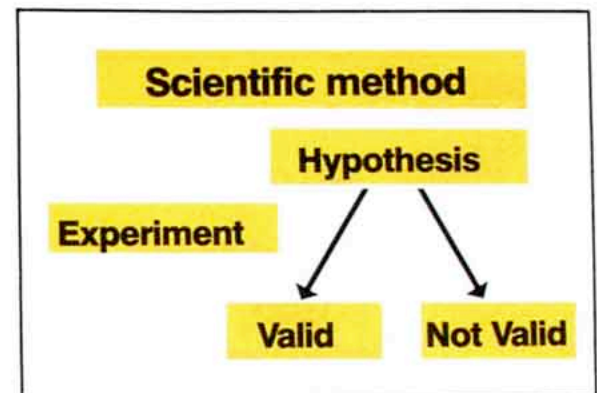 Scientific method
Hypothesis
Experiment
Valid
Not Valid